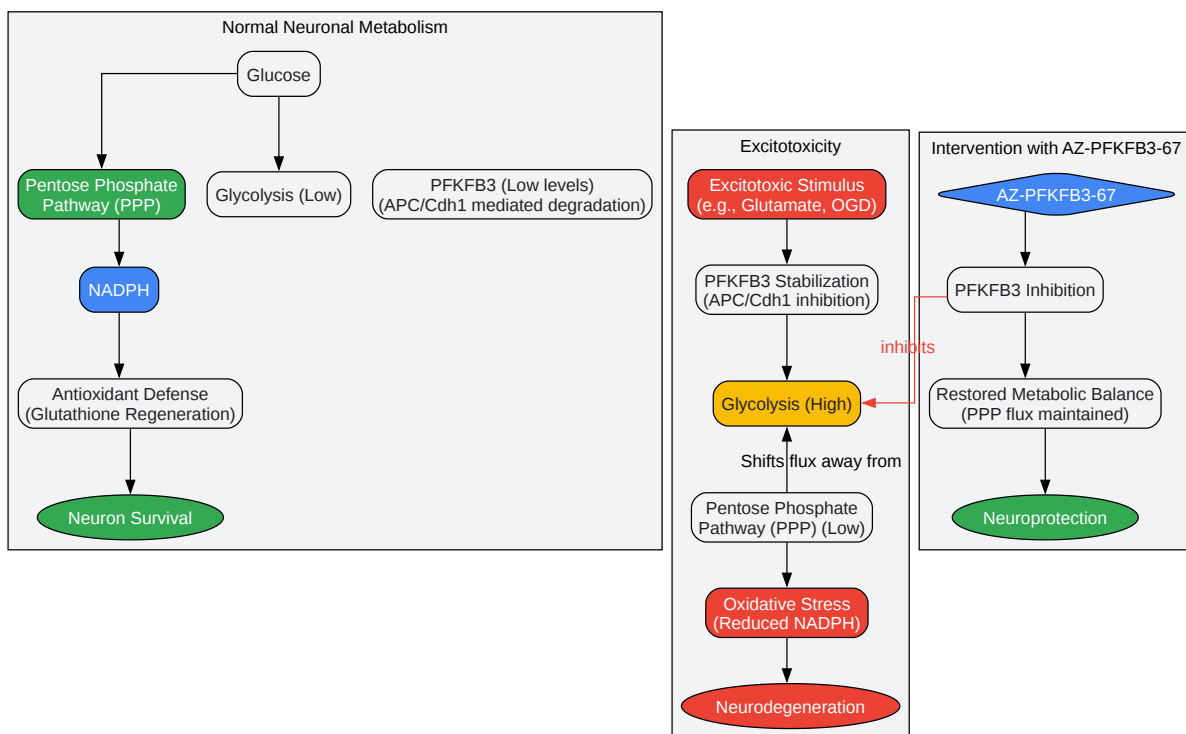 Normal Neuronal Metabolism
Glucose
Pentose Phosphate
Pathway (PPP)
Glycolysis (Low)
PFKFB3 (Low levels)
(APC/Cdh1 mediated degradation)
NADPH
Antioxidant Defense
(Glutathione Regeneration)
Neuron Survival
Excitotoxicity
Excitotoxic Stimulus
(e.g., Glutamate, OGD)
PFKFB3 Stabilization
(APC/Cdh1 inhibition)
Glycolysis (High)
Shifts flux away from
Pentose Phosphate
Pathway (PPP) (Low)
Oxidative Stress
(Reduced NADPH)
Neurodegeneration
Intervention with AZ-PFKFB3-67
AZ-PFKFB3-67
PFKFB3 Inhibition
inhibits
Restored Metabolic Balance
(PPP flux maintained)
Neuroprotection